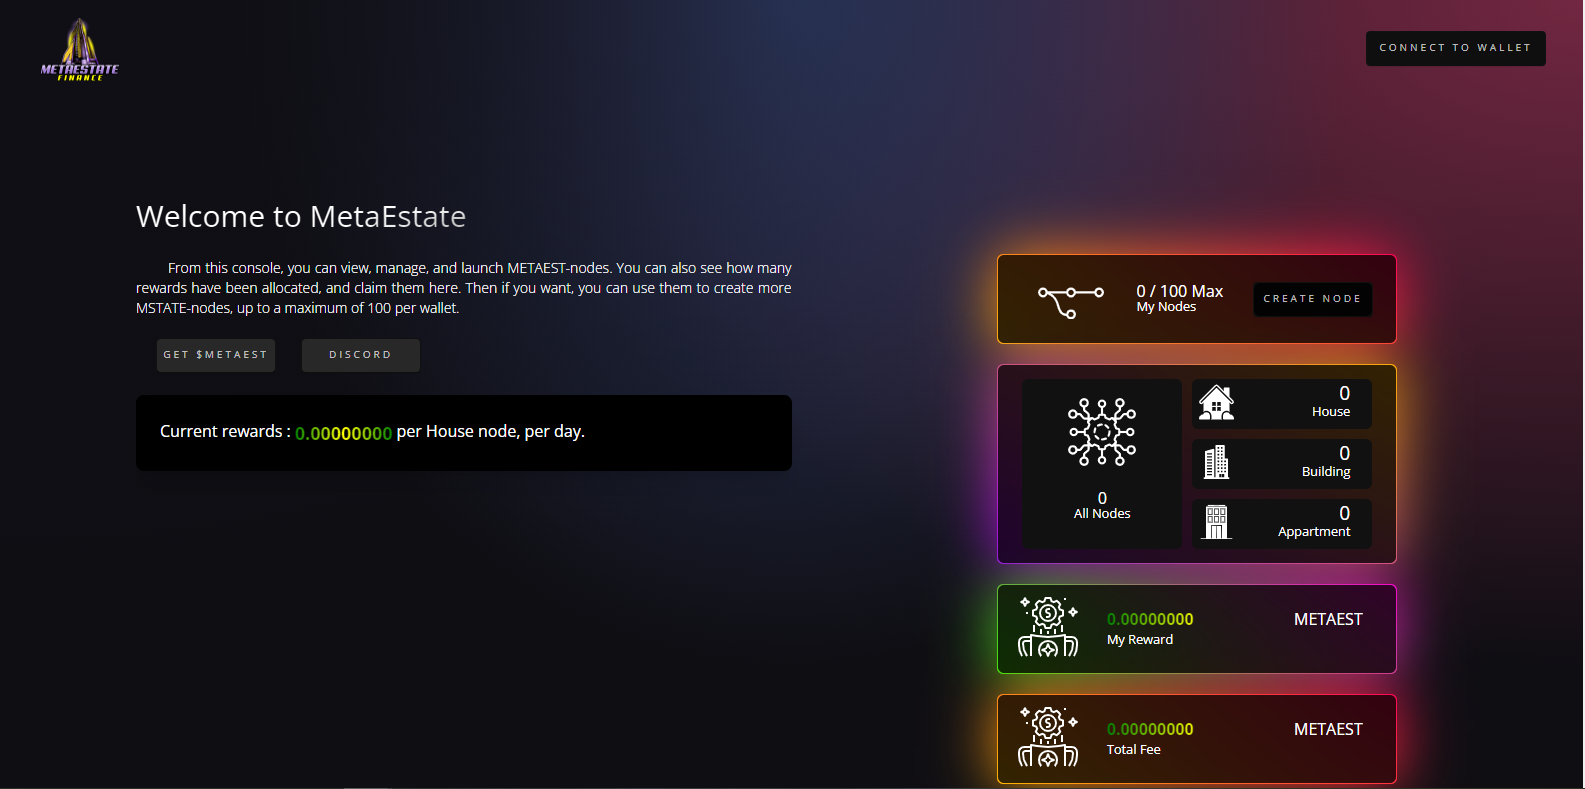 METAESTATE
FINANCE
CONNECT TO WALLET
Welcome to MetaEstate
From this console, you can view, manage, and launch METAEST-nodes. You can also see how many
rewards have been allocated, and claim them here. Then if you want, you can use them to create more
MSTATE-nodes, up to a maximum of 100 per wallet.
GET $METAEST
DISCORD
Current rewards : 0.00000000 per House node, per day.
0 / 100 Max
My Nodes
CREATE NODE
0
All Nodes
0
House
0
Building
0
Appartment
0.00000000
My Reward
METAEST
0.00000000
Total Fee
METAEST